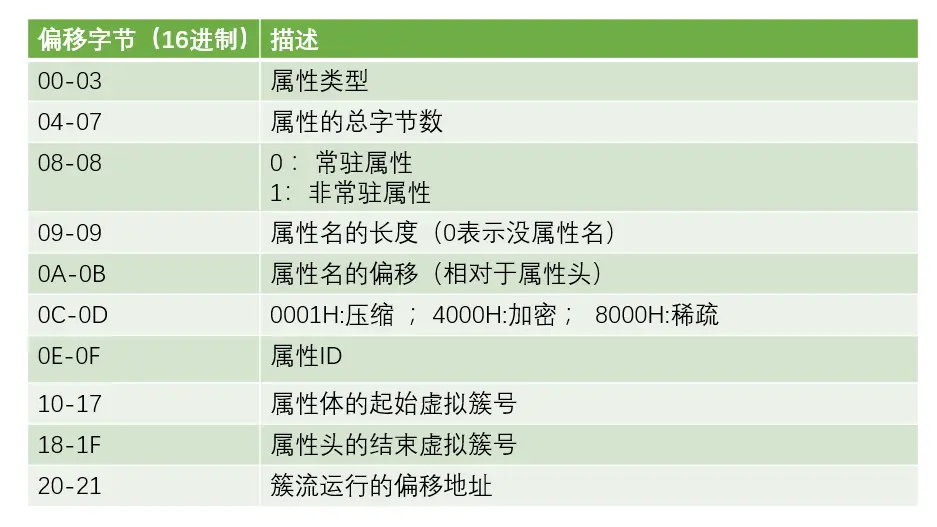 偏移字节（16进制） 描述
00-03 属性类型
04-07 属性的总字节数
08-08 0 ： 常驻属性
1： 非常驻属性
09-09 属性名的长度（0表示没属性名）
0A-0B 属性名的偏移（相对于属性头）
0C-0D 0001H:压缩 ； 4000H:加密 ； 8000H:稀疏
0E-0F 属性ID
10-17 属性体的起始虚拟簇号
18-1F 属性头的结束虚拟簇号
20-21 簇流运行的偏移地址